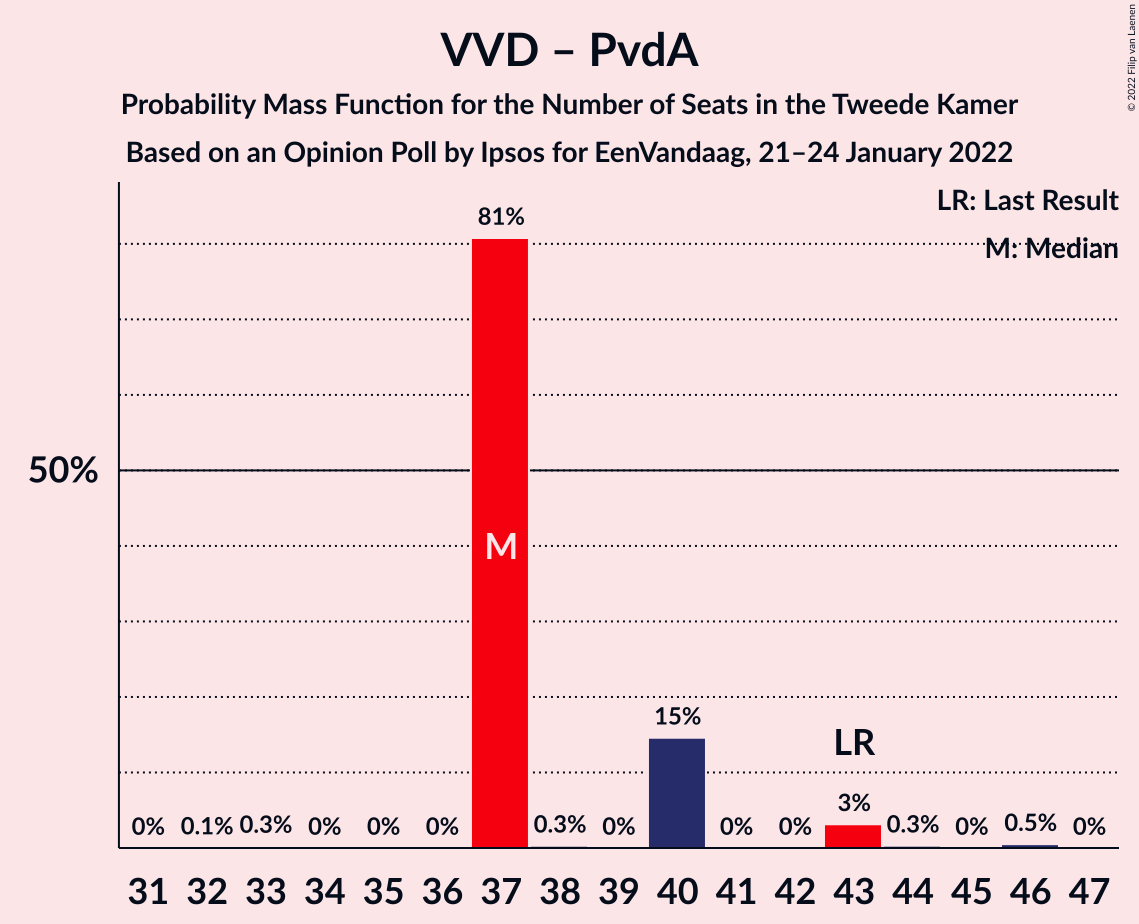 VVD – PvdA
Probability Mass Function for the Number of Seats in the Tweede Kamer
Based on an Opinion Poll by Ipsos for EenVandaag, 21–24 January 2022
© 2022 Filip van Laenen
LR: Last Result
M: Median
81%
50%
M
15%
LR
3%
0% 0.1% 0.3% 0% 0% 0% 0.3% 0% 0% 0% 0.3% 0% 0.5% 0%
31 32 33 34 35 36 37 38 39 40 41 42 43 44 45 46 47